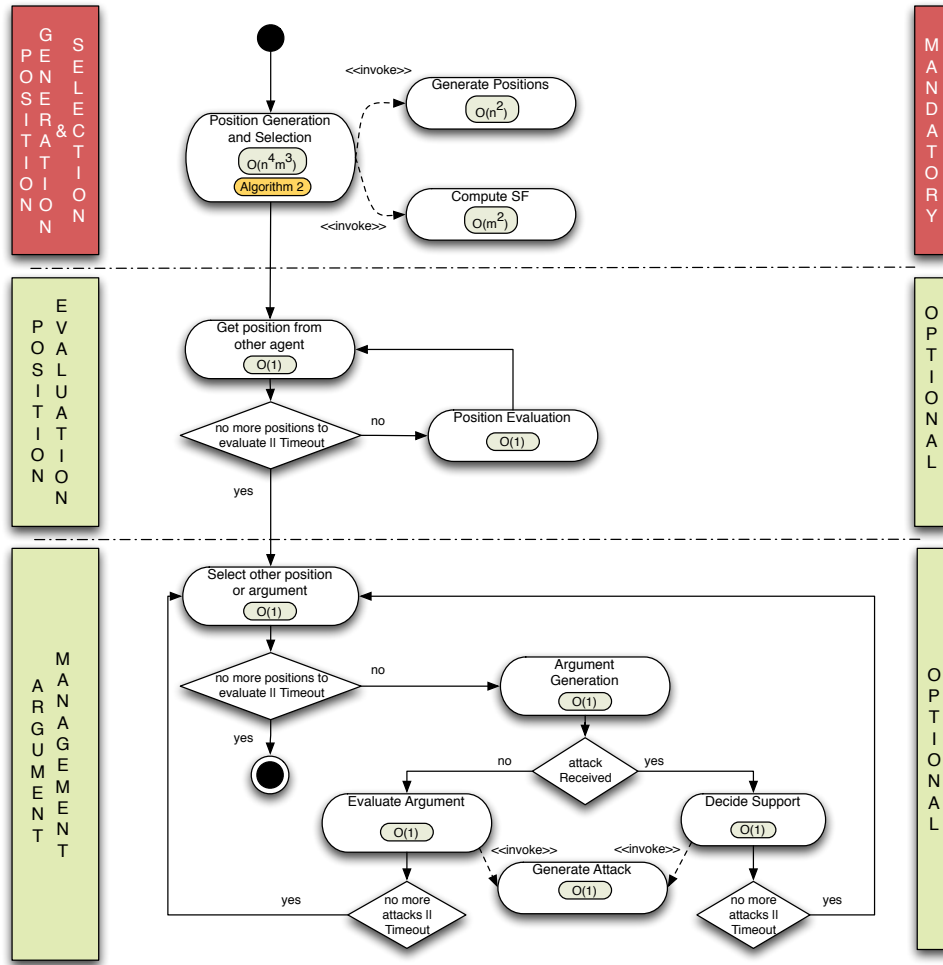 POSITION
GENERATION
&
SELECTION
MANDATORY
<<invoke>>
Generate Positions
O(n²)
Position Generation
and Selection
O(n⁴m³)
Algorithm 2
Compute SF
O(m²)
<<invoke>>
POSITION
EVALUATION
OPTIONAL
Get position from
other agent
O(1)
no more positions to
evaluate || Timeout
no
Position Evaluation
O(1)
yes
ARGUMENT
MANAGEMENT
OPTIONAL
Select other position
or argument
O(1)
no more positions to
evaluate || Timeout
no
Argument
Generation
O(1)
yes
attack
Received
no
yes
Evaluate Argument
O(1)
Decide Support
O(1)
<<invoke>>
<<invoke>>
Generate Attack
O(1)
yes
no more
attacks ||
Timeout
no more
attacks ||
Timeout
yes